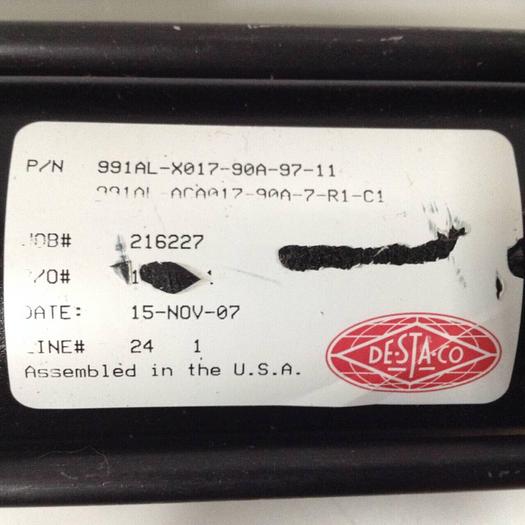 P/N 991AL-X017-90A-97-11
991AL-ACA017-90A-7-R1-C1
JOB# 216227
DATE: 15-NOV-07
LINE# 24 1
Assembled in the U.S.A.
DE-STA-CO